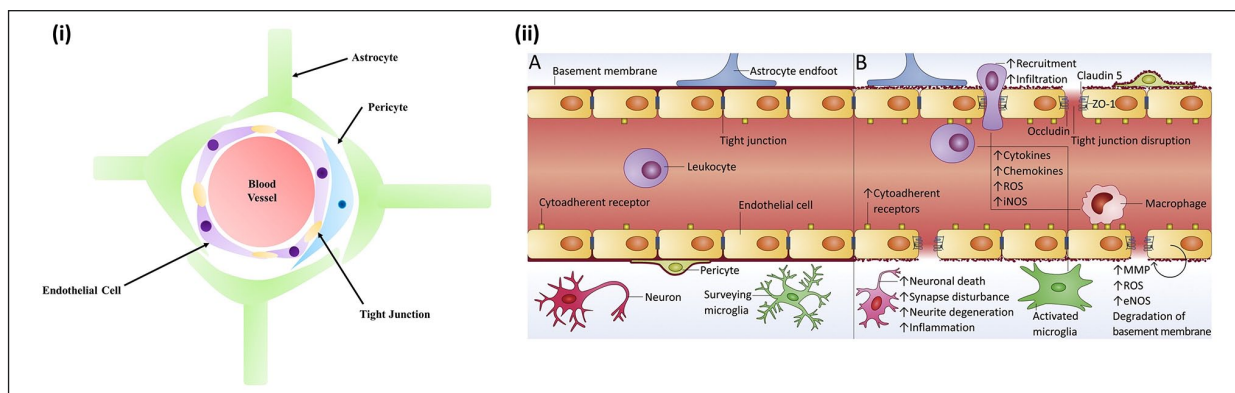 (i)
Astrocyte
Pericyte
Blood
Vessel
Endothelial Cell
Tight Junction
(ii)
A
Basement membrane
Astrocyte endfoot
Tight junction
Leukocyte
Cytoadherent receptor
Endothelial cell
Pericyte
Neuron
Surveying
microglia
B
↑Recruitment
↑Infiltration
Claudin 5
ZO-1
Occludin
Tight junction disruption
↑Cytokines
↑Chemokines
↑ROS
↑iNOS
↑Cytoadherent
receptors
Macrophage
↑Neuronal death
↑Synapse disturbance
↑Neurite degeneration
↑Inflammation
Activated
microglia
↑MMP
↑ROS
↑eNOS
Degradation of
basement membrane